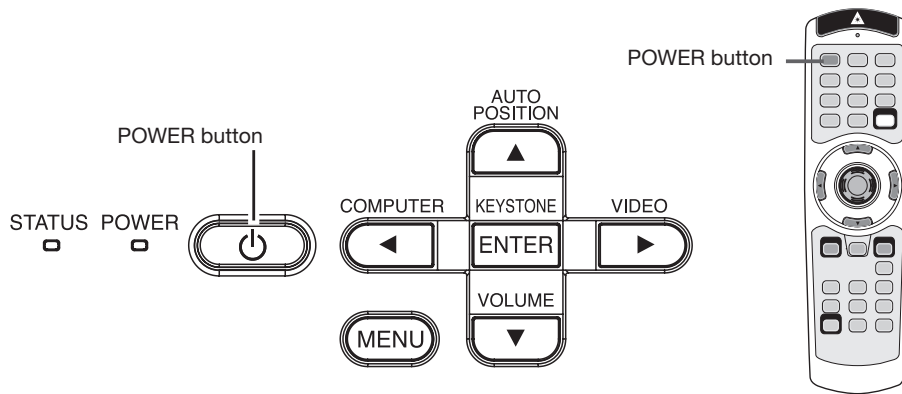 POWER button
AUTO
POSITION
POWER button
COMPUTER
KEYSTONE
VIDEO
STATUS
POWER
ENTER
VOLUME
MENU